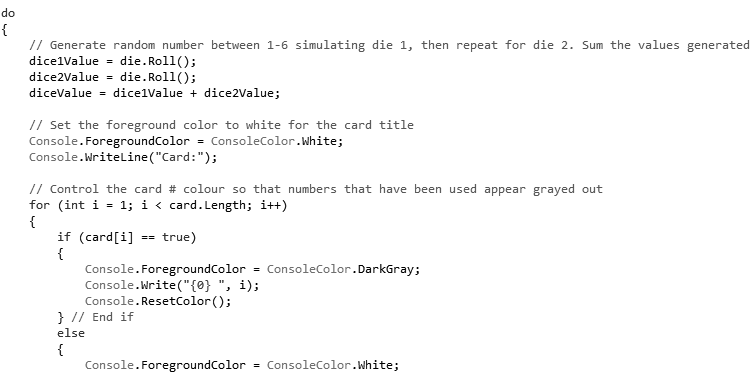 do
{
    // Generate random number between 1-6 simulating die 1, then repeat for die 2. Sum the values generated
    dice1Value = die.Roll();
    dice2Value = die.Roll();
    diceValue = dice1Value + dice2Value;

    // Set the foreground color to white for the card title
    Console.ForegroundColor = ConsoleColor.White;
    Console.WriteLine("Card:");

    // Control the card # colour so that numbers that have been used appear grayed out
    for (int i = 1; i < card.Length; i++)
    {
        if (card[i] == true)
        {
            Console.ForegroundColor = ConsoleColor.DarkGray;
            Console.Write("{0} ", i);
            Console.ResetColor();
        } // End if
        else
        {
            Console.ForegroundColor = ConsoleColor.White;